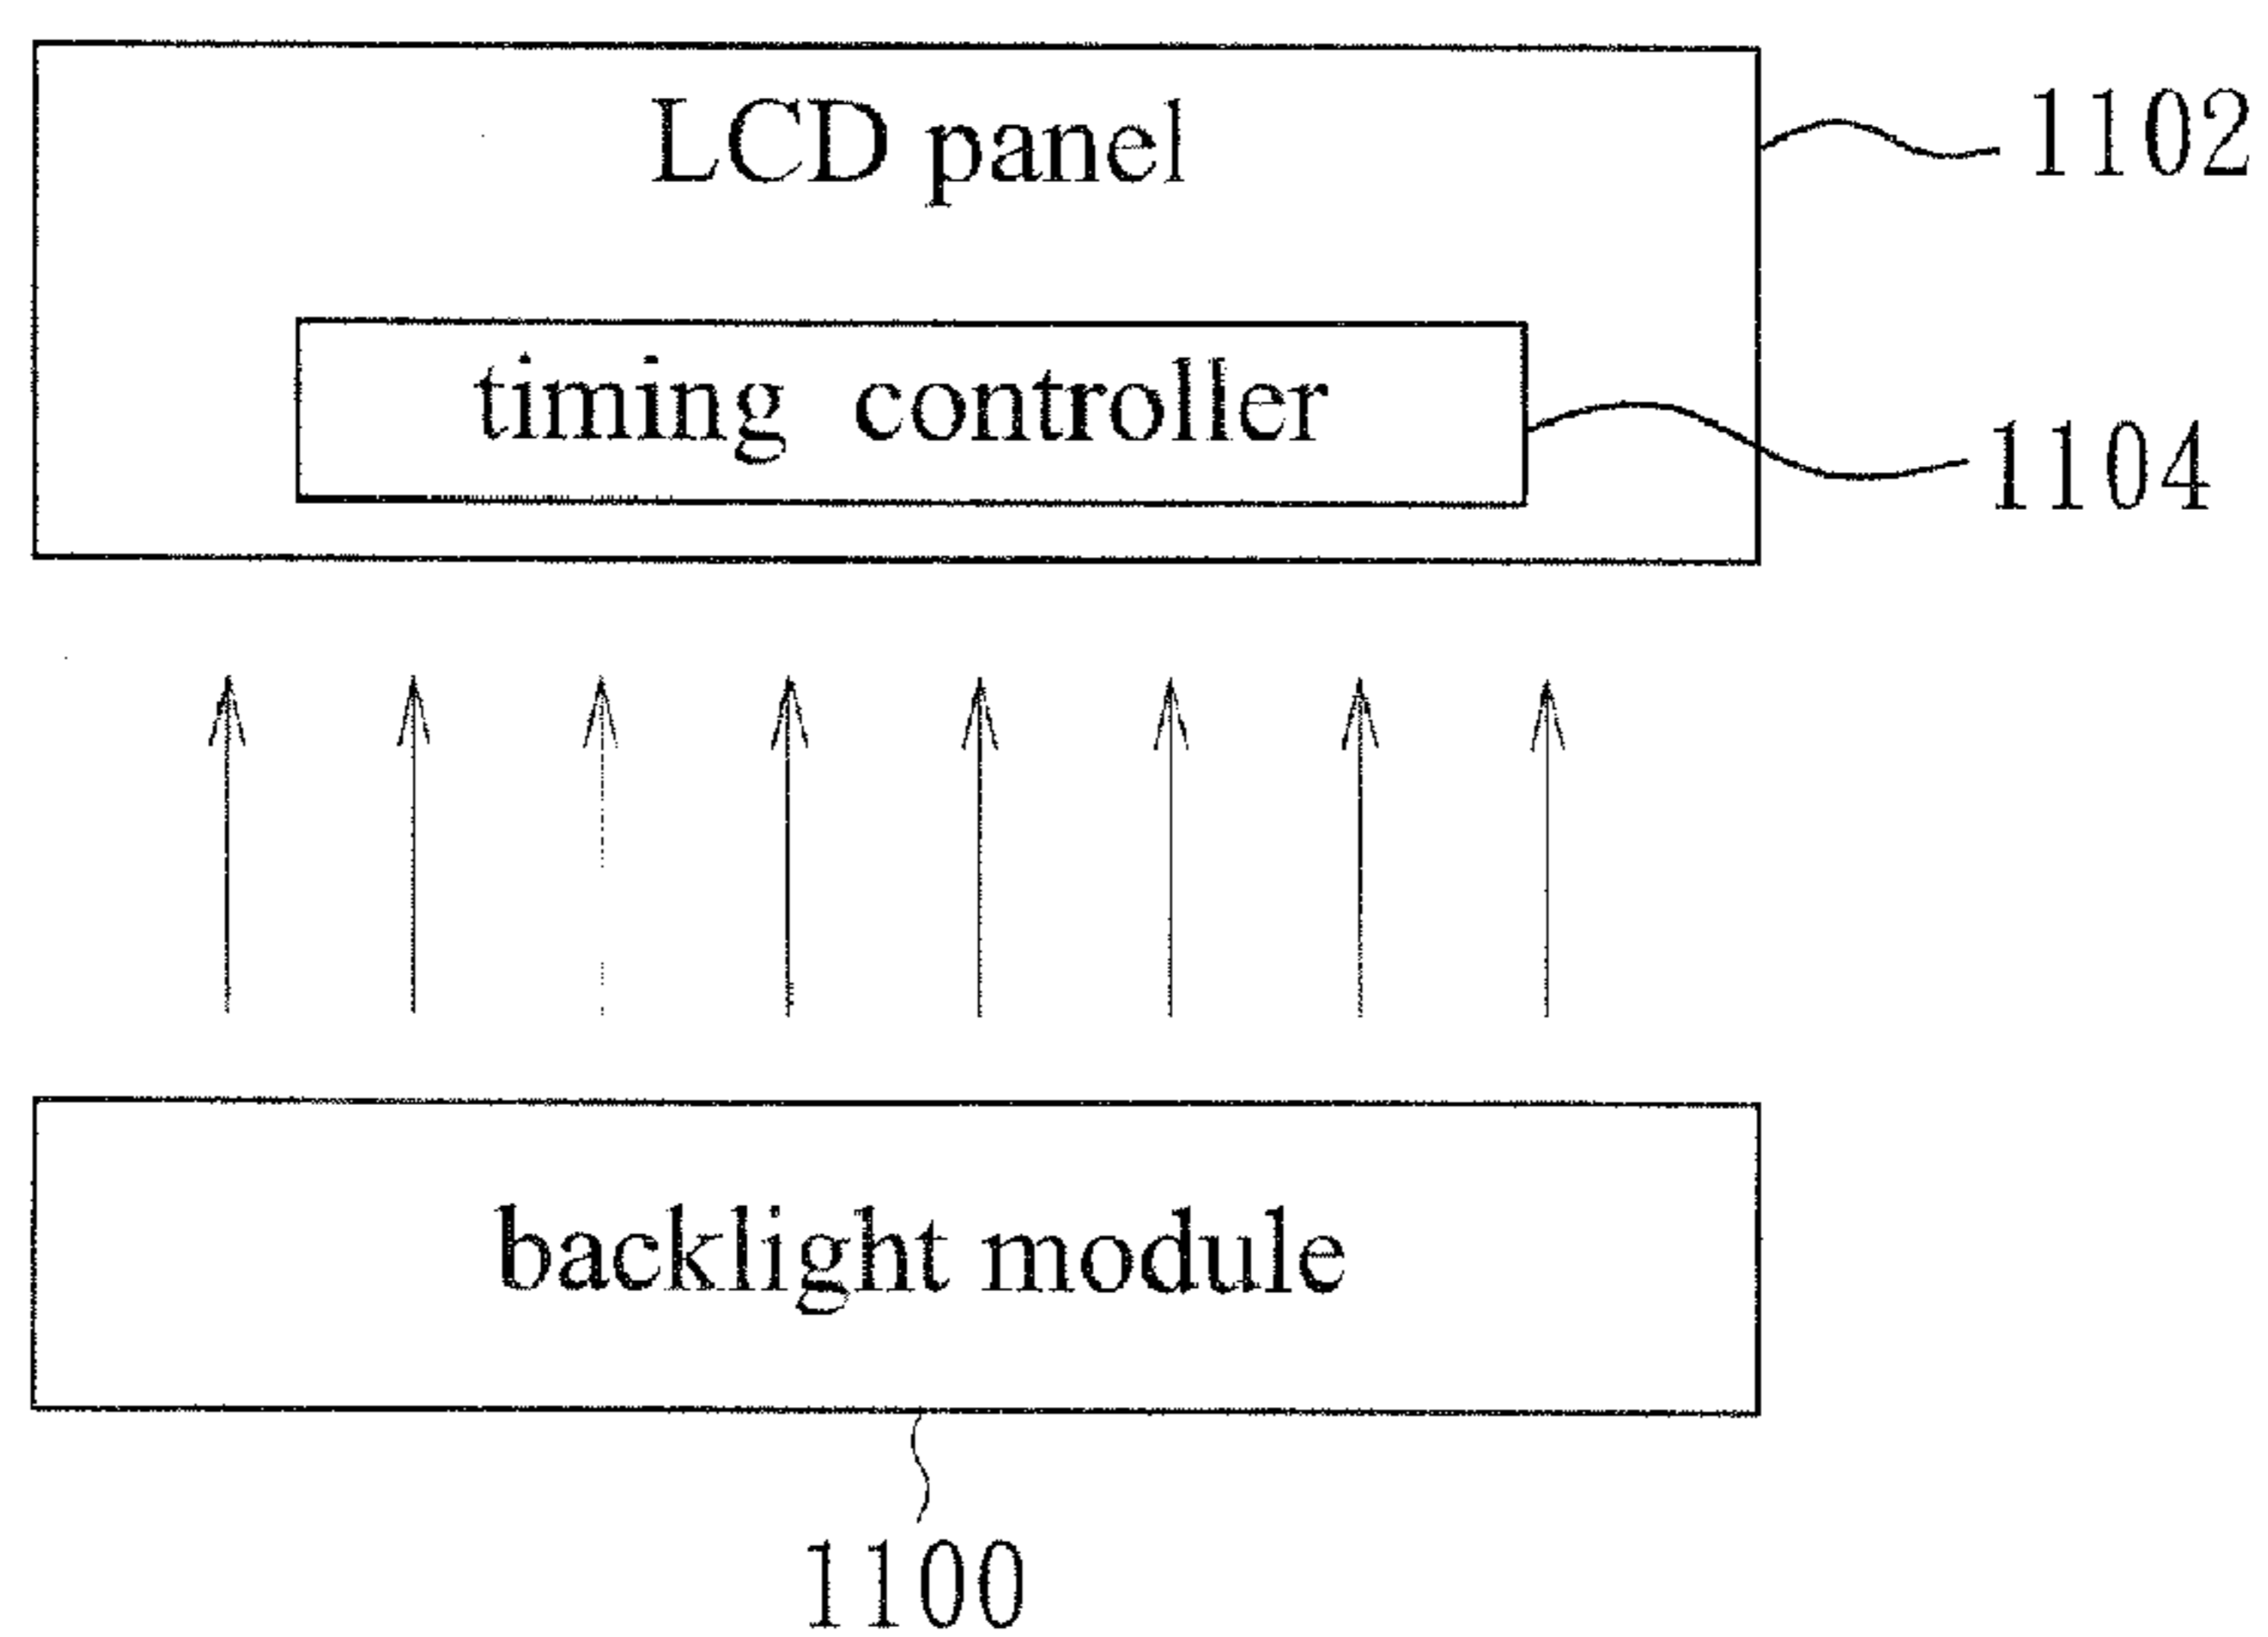 LCD panel
1102
timing controller
1104
backlight module
1100